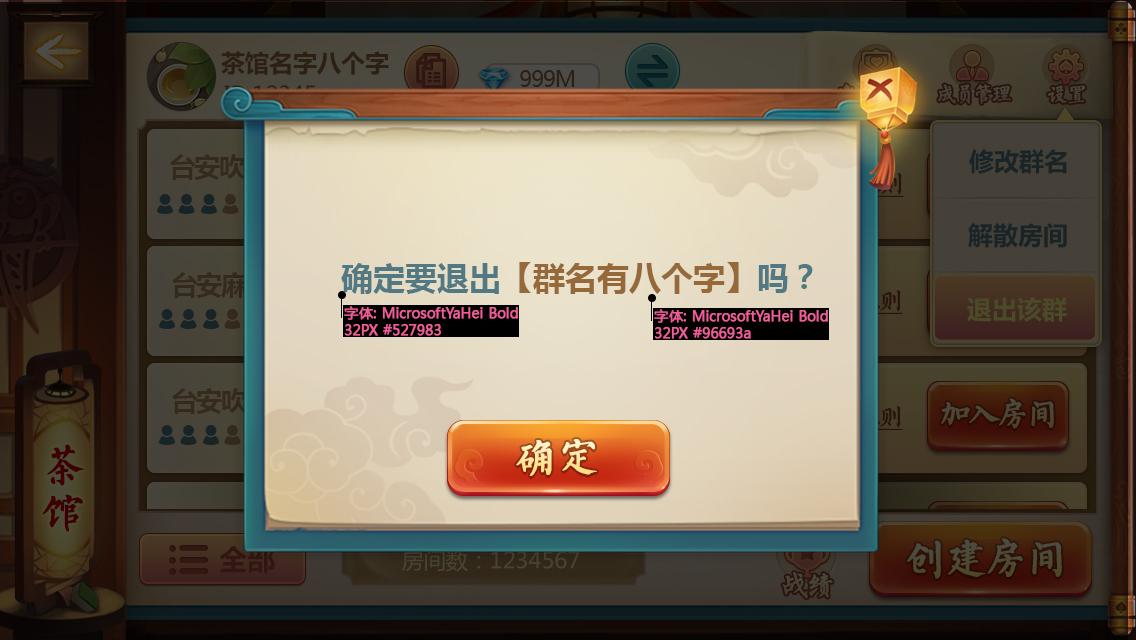 茶馆名字八个字
999M
成员管理
设置
台安吹
修改群名
解散房间
台安麻
退出该群
确定要退出【群名有八个字】吗？
字体: MicrosoftYaHei Bold
32PX #527983
字体: MicrosoftYaHei Bold
32PX #96693a
台安吹
则
加入房间
茶馆
确定
全部
房间数：1234567
战绩
创建房间